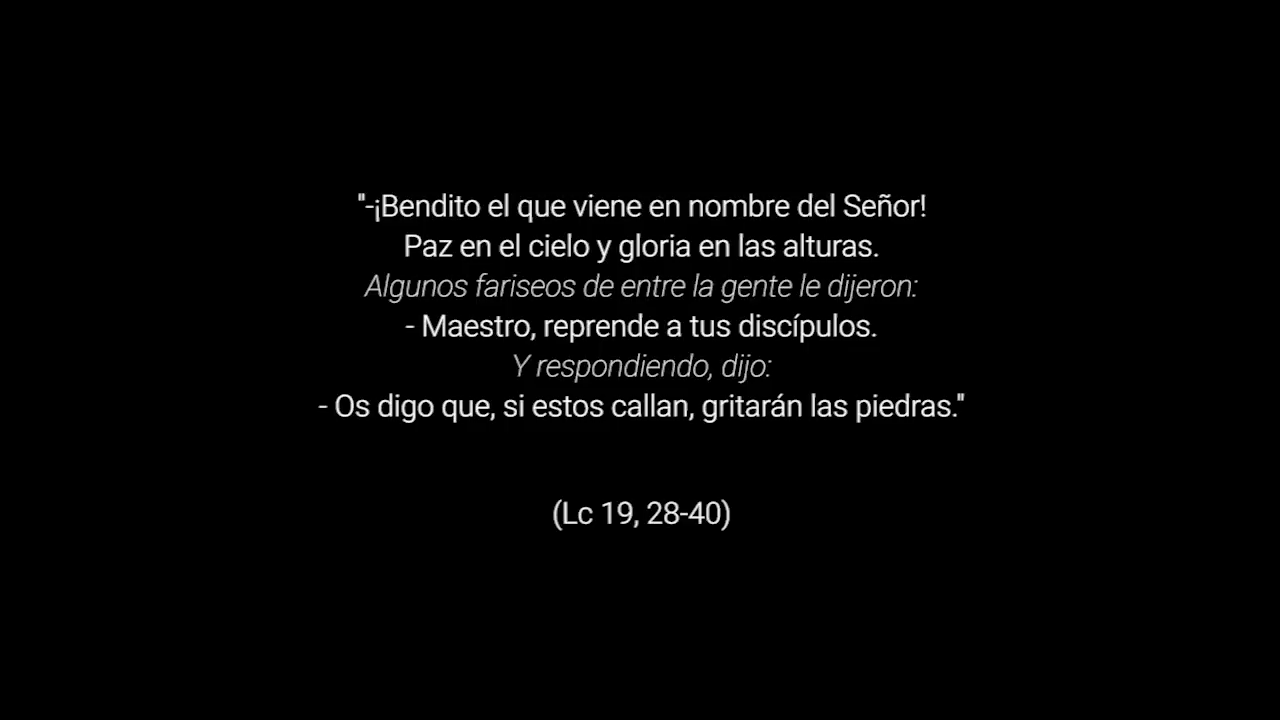 "-¡Bendito el que viene en nombre del Señor!
Paz en el cielo y gloria en las alturas.
Algunos fariseos de entre la gente le dijeron:
- Maestro, reprende a tus discípulos.
Y respondiendo, dijo:
- Os digo que, si estos callan, gritarán las piedras."
(Lc 19, 28-40)